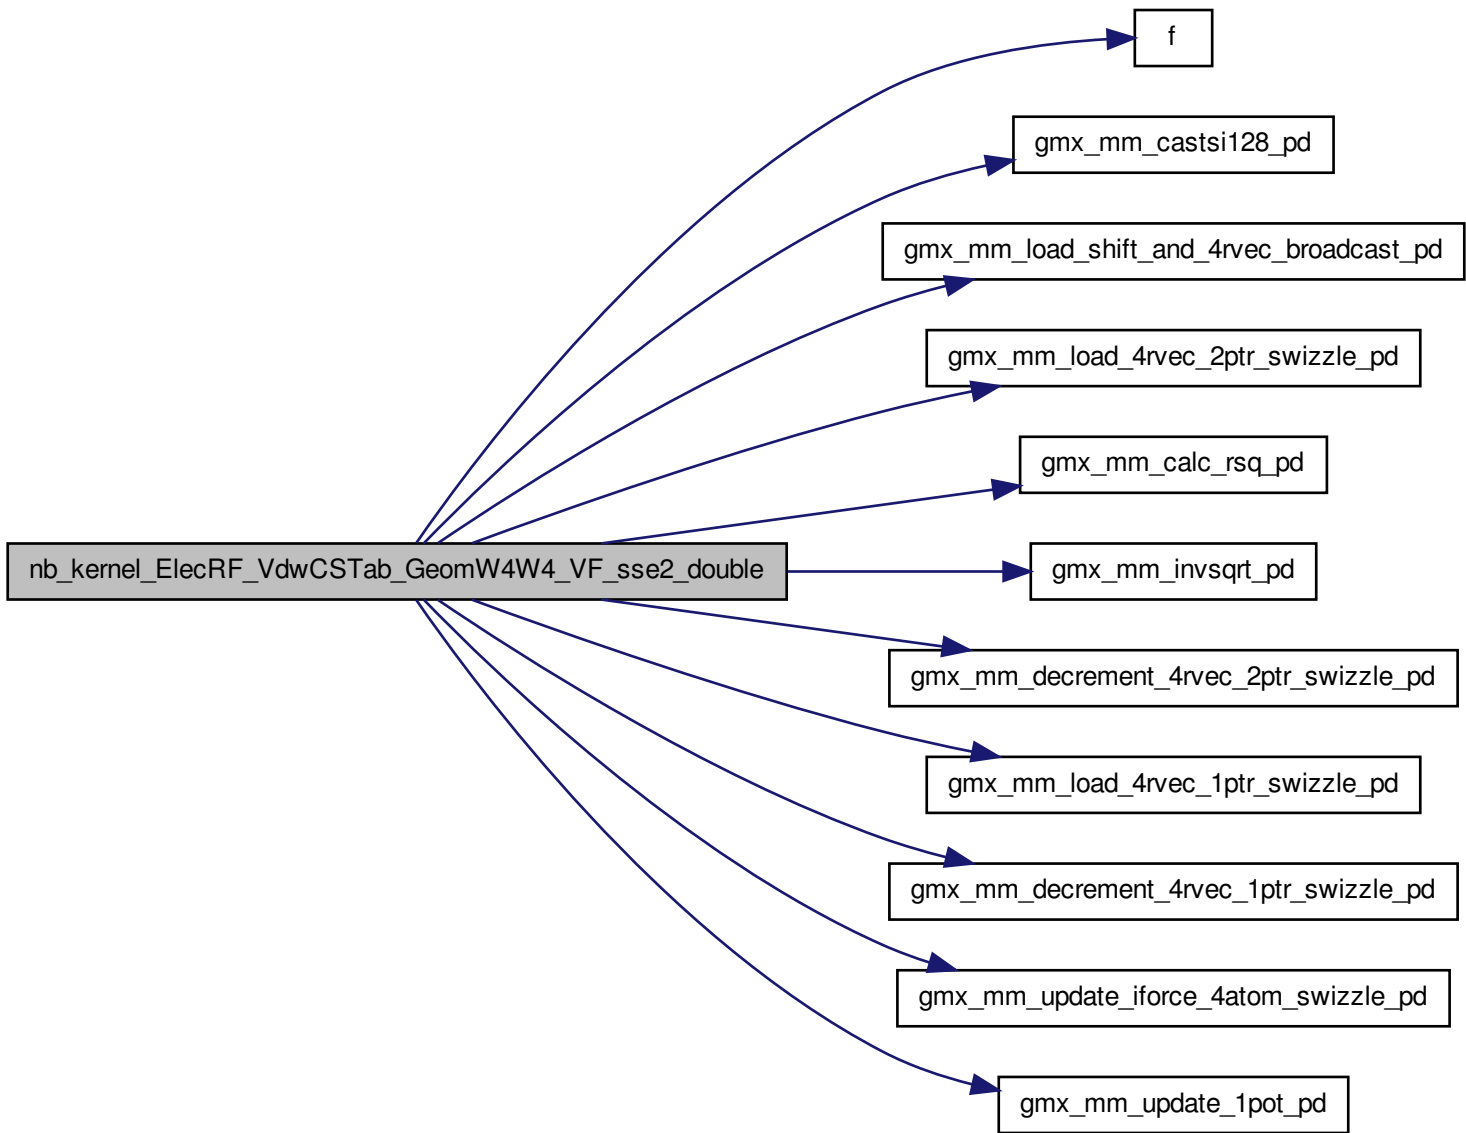 f
gmx_mm_castsi128_pd
gmx_mm_load_shift_and_4rvec_broadcast_pd
gmx_mm_load_4rvec_2ptr_swizzle_pd
gmx_mm_calc_rsq_pd
nb_kernel_ElecRF_VdwCSTab_GeomW4W4_VF_sse2_double
gmx_mm_invsqrt_pd
gmx_mm_decrement_4rvec_2ptr_swizzle_pd
gmx_mm_load_4rvec_1ptr_swizzle_pd
gmx_mm_decrement_4rvec_1ptr_swizzle_pd
gmx_mm_update_iforce_4atom_swizzle_pd
gmx_mm_update_1pot_pd